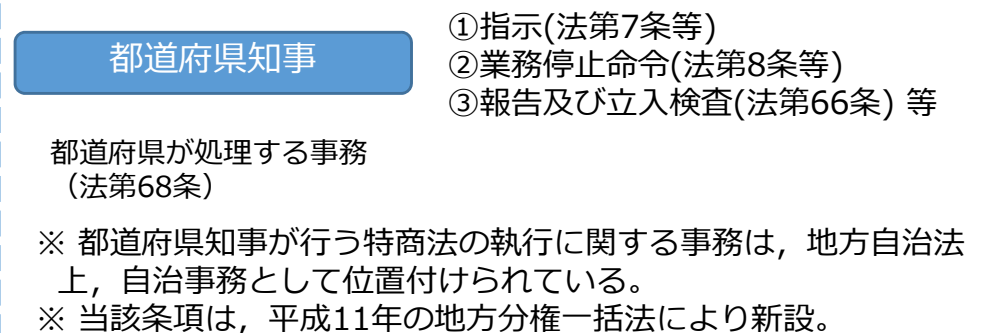 都道府県知事
①指示(法第7条等)
②業務停止命令(法第8条等)
③報告及び立入検査(法第66条) 等
都道府県が処理する事務
（法第68条）
※ 都道府県知事が行う特商法の執行に関する事務は，地方自治法
上，自治事務として位置付けられている。
※ 当該条項は，平成11年の地方分権一括法により新設。